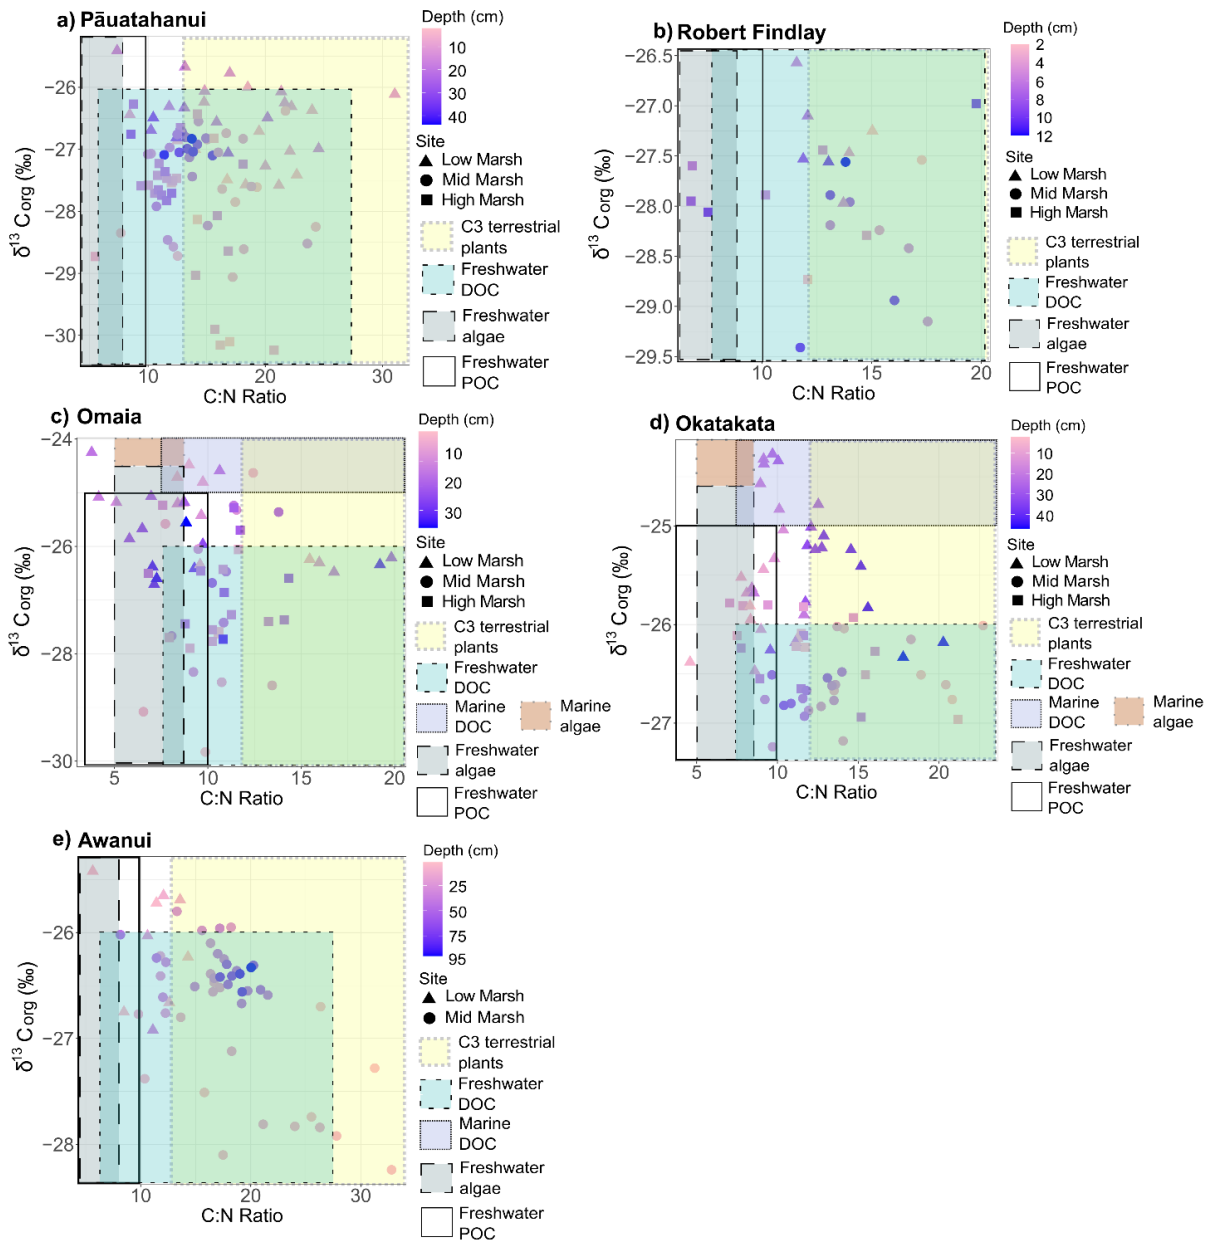 a) Pāuatahanui
Depth (cm)
10
20
30
40
Site
Low Marsh
Mid Marsh
High Marsh
C3 terrestrial
plants
Freshwater
DOC
Freshwater
algae
Freshwater
POC
δ¹³ Corg (‰)
−26
−27
−28
−29
−30
10
20
30
C:N Ratio
b) Robert Findlay
Depth (cm)
2
4
6
8
10
12
Site
Low Marsh
Mid Marsh
High Marsh
C3 terrestrial
plants
Freshwater
DOC
Freshwater
algae
Freshwater
POC
δ¹³ Corg (‰)
−26.5
−27.0
−27.5
−28.0
−28.5
−29.0
−29.5
10
15
20
C:N Ratio
c) Omaia
Depth (cm)
10
20
30
Site
Low Marsh
Mid Marsh
High Marsh
C3 terrestrial
plants
Freshwater
DOC
Marine
DOC
Marine
algae
Freshwater
algae
Freshwater
POC
δ¹³ Corg (‰)
−24
−26
−28
−30
5
10
15
20
C:N Ratio
d) Okatakata
Depth (cm)
10
20
30
40
Site
Low Marsh
Mid Marsh
High Marsh
C3 terrestrial
plants
Freshwater
DOC
Marine
DOC
Marine
algae
Freshwater
algae
Freshwater
POC
δ¹³ Corg (‰)
−25
−26
−27
5
10
15
20
C:N Ratio
e) Awanui
Depth (cm)
25
50
75
95
Site
Low Marsh
Mid Marsh
C3 terrestrial
plants
Freshwater
DOC
Marine
DOC
Freshwater
algae
Freshwater
POC
δ¹³ Corg (‰)
−26
−27
−28
10
20
30
C:N Ratio